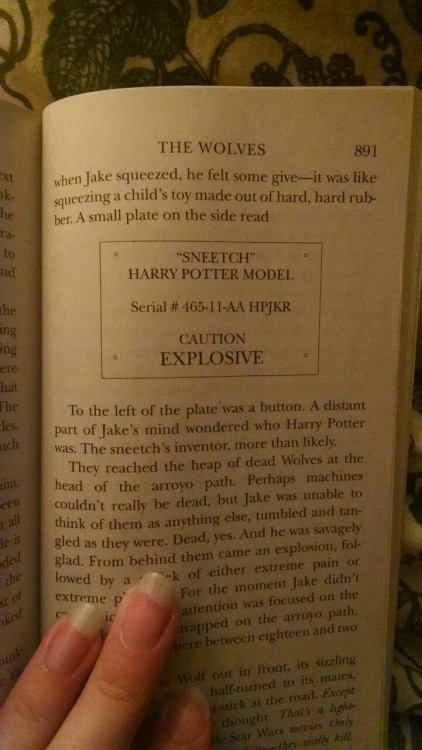 THE WOLVES 891
when Jake squeezed, he felt some give—it was like
squeezing a child's toy made out of hard, hard rub-
ber. A small plate on the side read
"SNEETCH"
HARRY POTTER MODEL
Serial # 465-11-AA HPJKR
CAUTION
EXPLOSIVE
To the left of the plate was a button. A distant
part of Jake's mind wondered who Harry Potter
was. The sneetch's inventor, more than likely.
They reached the heap of dead Wolves at the
head of the arroyo path. Perhaps machines
couldn't really be dead, but Jake was unable to
think of them as anything else, tumbled and tan-
gled as they were. Dead, yes. And he was savagely
glad. From behind them came an explosion, fol-
lowed by a of either extreme pain or
extreme For the moment Jake didn't
attention was focused on the
trapped on the arroyo path.
between eighteen and two
Wolf out in front, its sizzling
half-turned to its mates,
at the road. Except
thought. That's a light-
Star Wars movies. Only
they really kill.